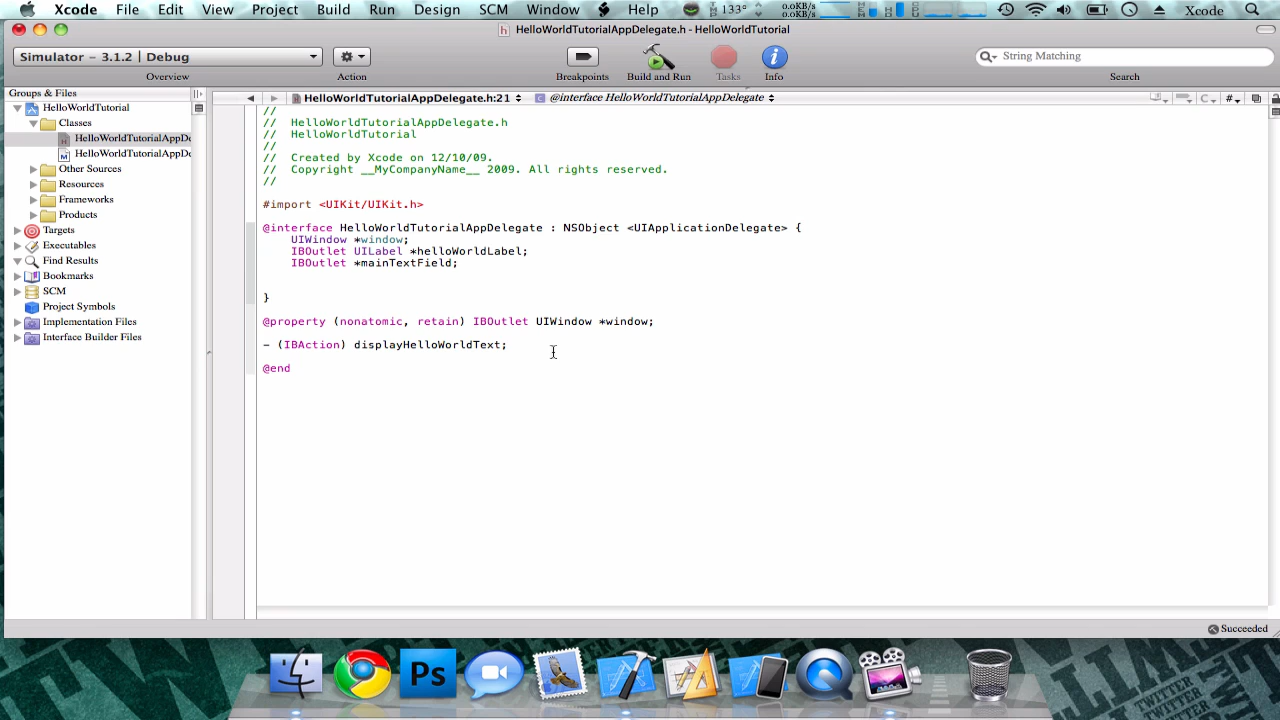 Xcode File Edit View Project Build Run Design SCM Window Help 133° 0.0KB/s 0.0KB/s Xcode
HelloWorldTutorialAppDelegate.h - HelloWorldTutorial
Simulator - 3.1.2 | Debug
String Matching
Overview Action Breakpoints Build and Run Tasks Info Search
Groups & Files
HelloWorldTutorial
Classes
HelloWorldTutorialAppDe
HelloWorldTutorialAppDe
Other Sources
Resources
Frameworks
Products
Targets
Executables
Find Results
Bookmarks
SCM
Project Symbols
Implementation Files
Interface Builder Files
HelloWorldTutorialAppDelegate.h:21 @interface HelloWorldTutorialAppDelegate
//
// HelloWorldTutorialAppDelegate.h
// HelloWorldTutorial
//
// Created by Xcode on 12/10/09.
// Copyright __MyCompanyName__ 2009. All rights reserved.
//
#import <UIKit/UIKit.h>
@interface HelloWorldTutorialAppDelegate : NSObject <UIApplicationDelegate> {
UIWindow *window;
IBOutlet UILabel *helloWorldLabel;
IBOutlet *mainTextField;
}
@property (nonatomic, retain) IBOutlet UIWindow *window;
- (IBAction) displayHelloWorldText;
@end
Succeeded
Ps
TWITTER